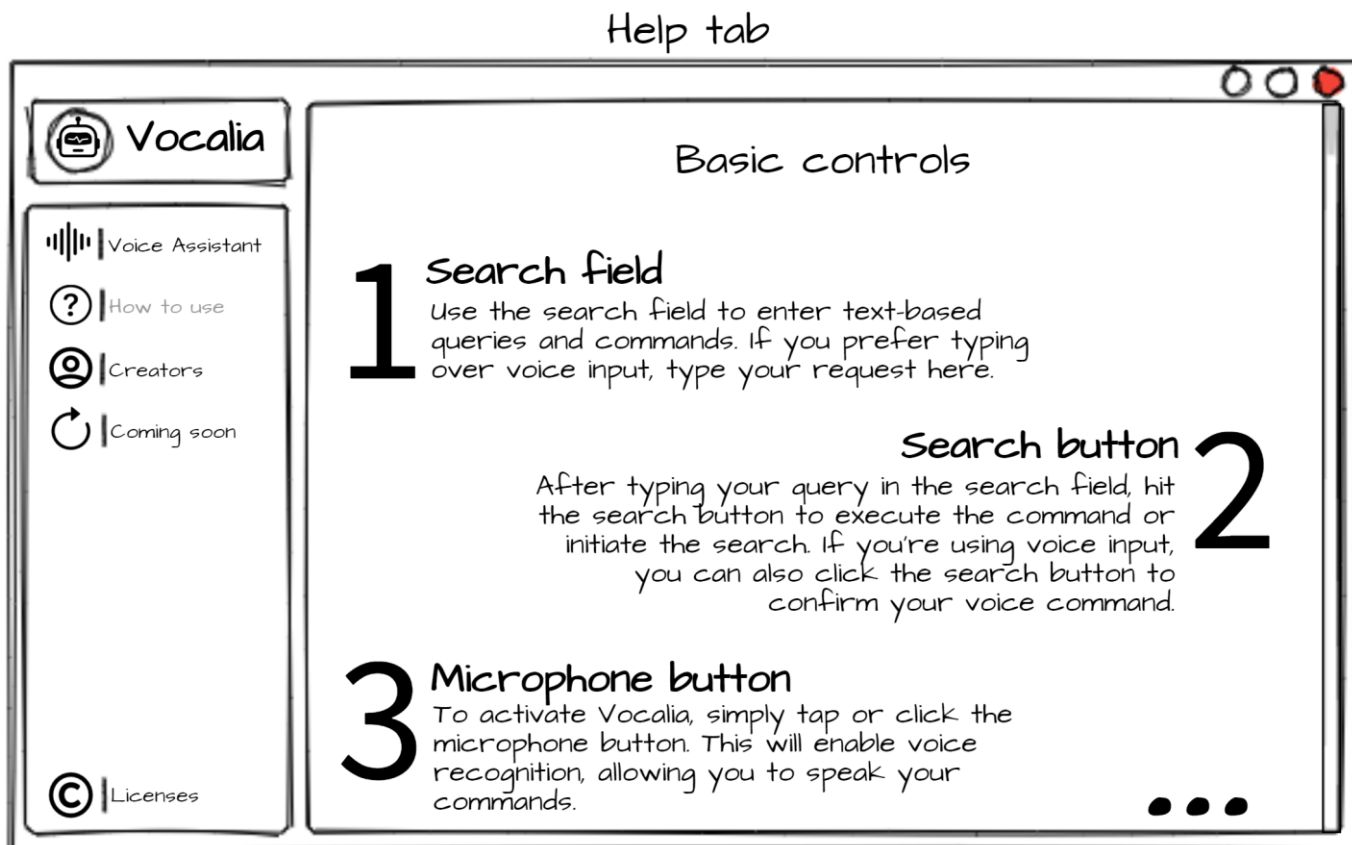 Help tab
Vocalia
Voice Assistant
How to use
Creators
Coming soon
Licenses
Basic controls
1
Search field
Use the search field to enter text-based
queries and commands. If you prefer typing
over voice input, type your request here.
Search button
2
After typing your query in the search field, hit
the search button to execute the command or
initiate the search. If you're using voice input,
you can also click the search button to
confirm your voice command.
3
Microphone button
To activate Vocalia, simply tap or click the
microphone button. This will enable voice
recognition, allowing you to speak your
commands.
...